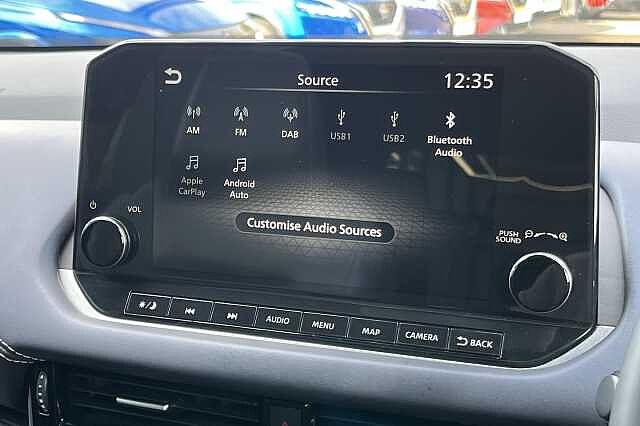 Source
12:35
AM
FM
DAB
USB1
USB2
Bluetooth
Audio
Apple
CarPlay
Android
Auto
Customise Audio Sources
VOL
PUSH
SOUND
AUDIO
MENU
MAP
CAMERA
BACK